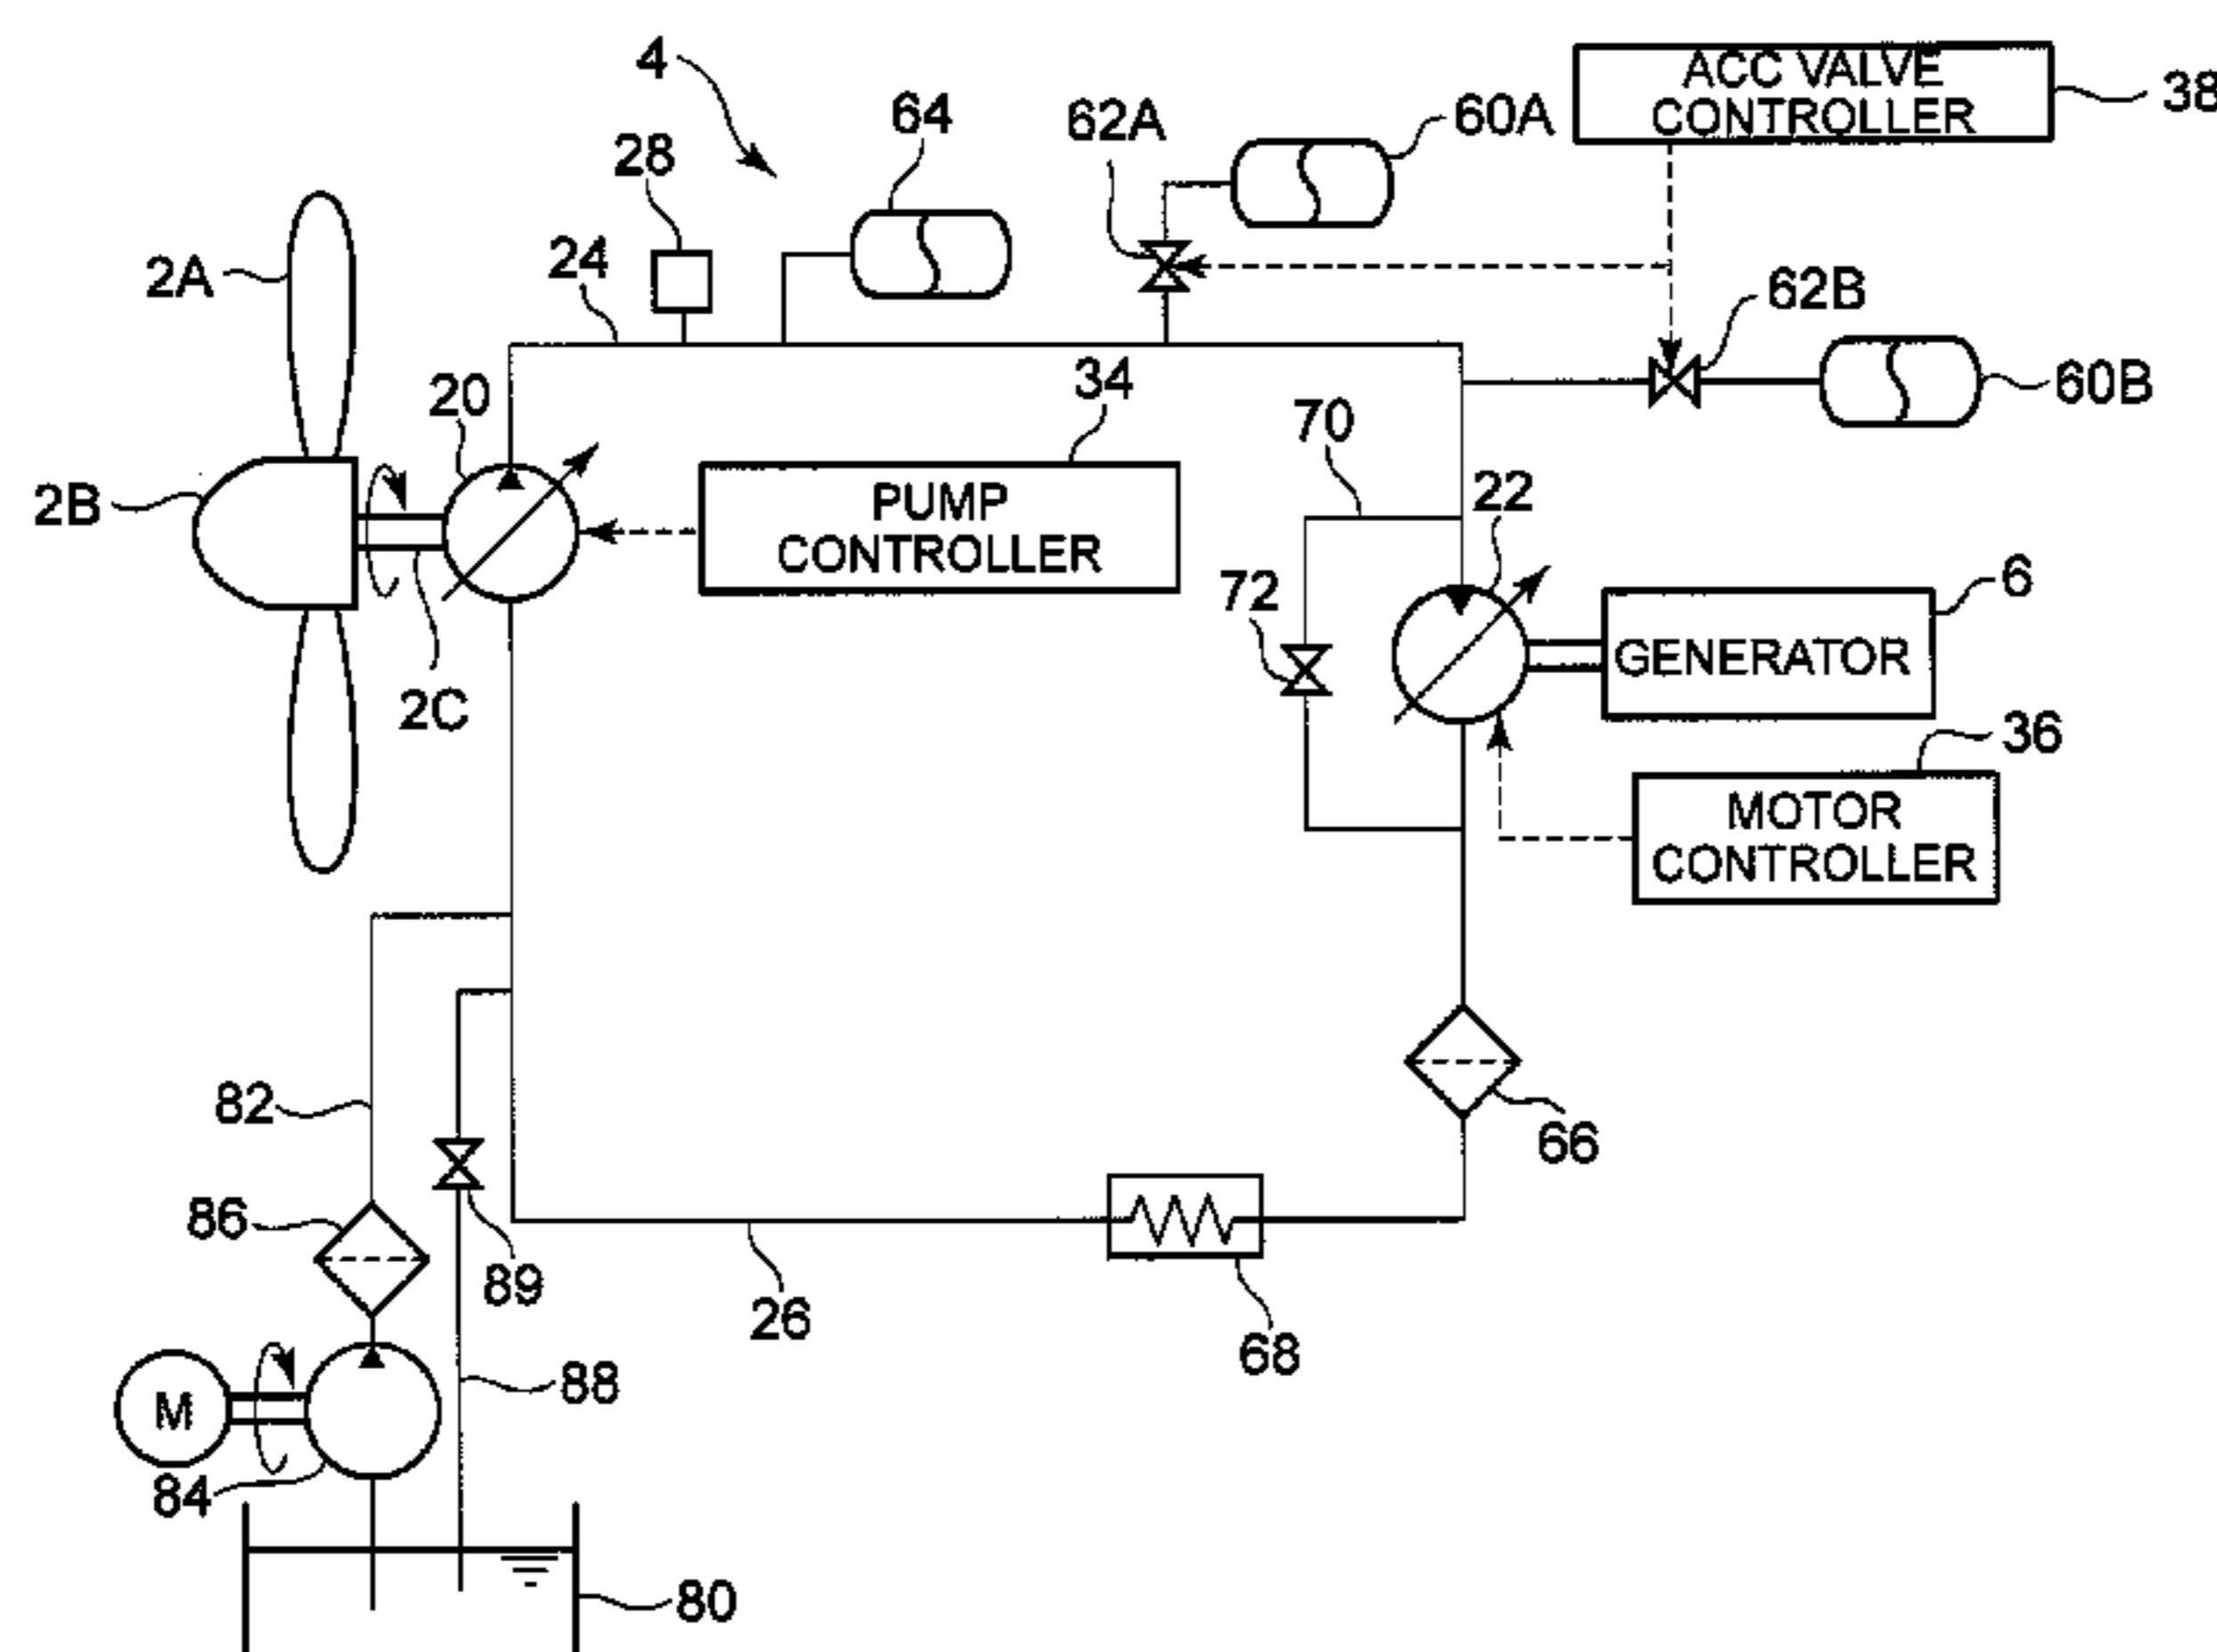 4
64
62A
60A
ACC VALVE
CONTROLLER
38
28
24
2A
62B
20
34
60B
70
2B
PUMP
CONTROLLER
22
72
6
GENERATOR
2C
36
MOTOR
CONTROLLER
82
66
86
89
26
68
M
88
84
80